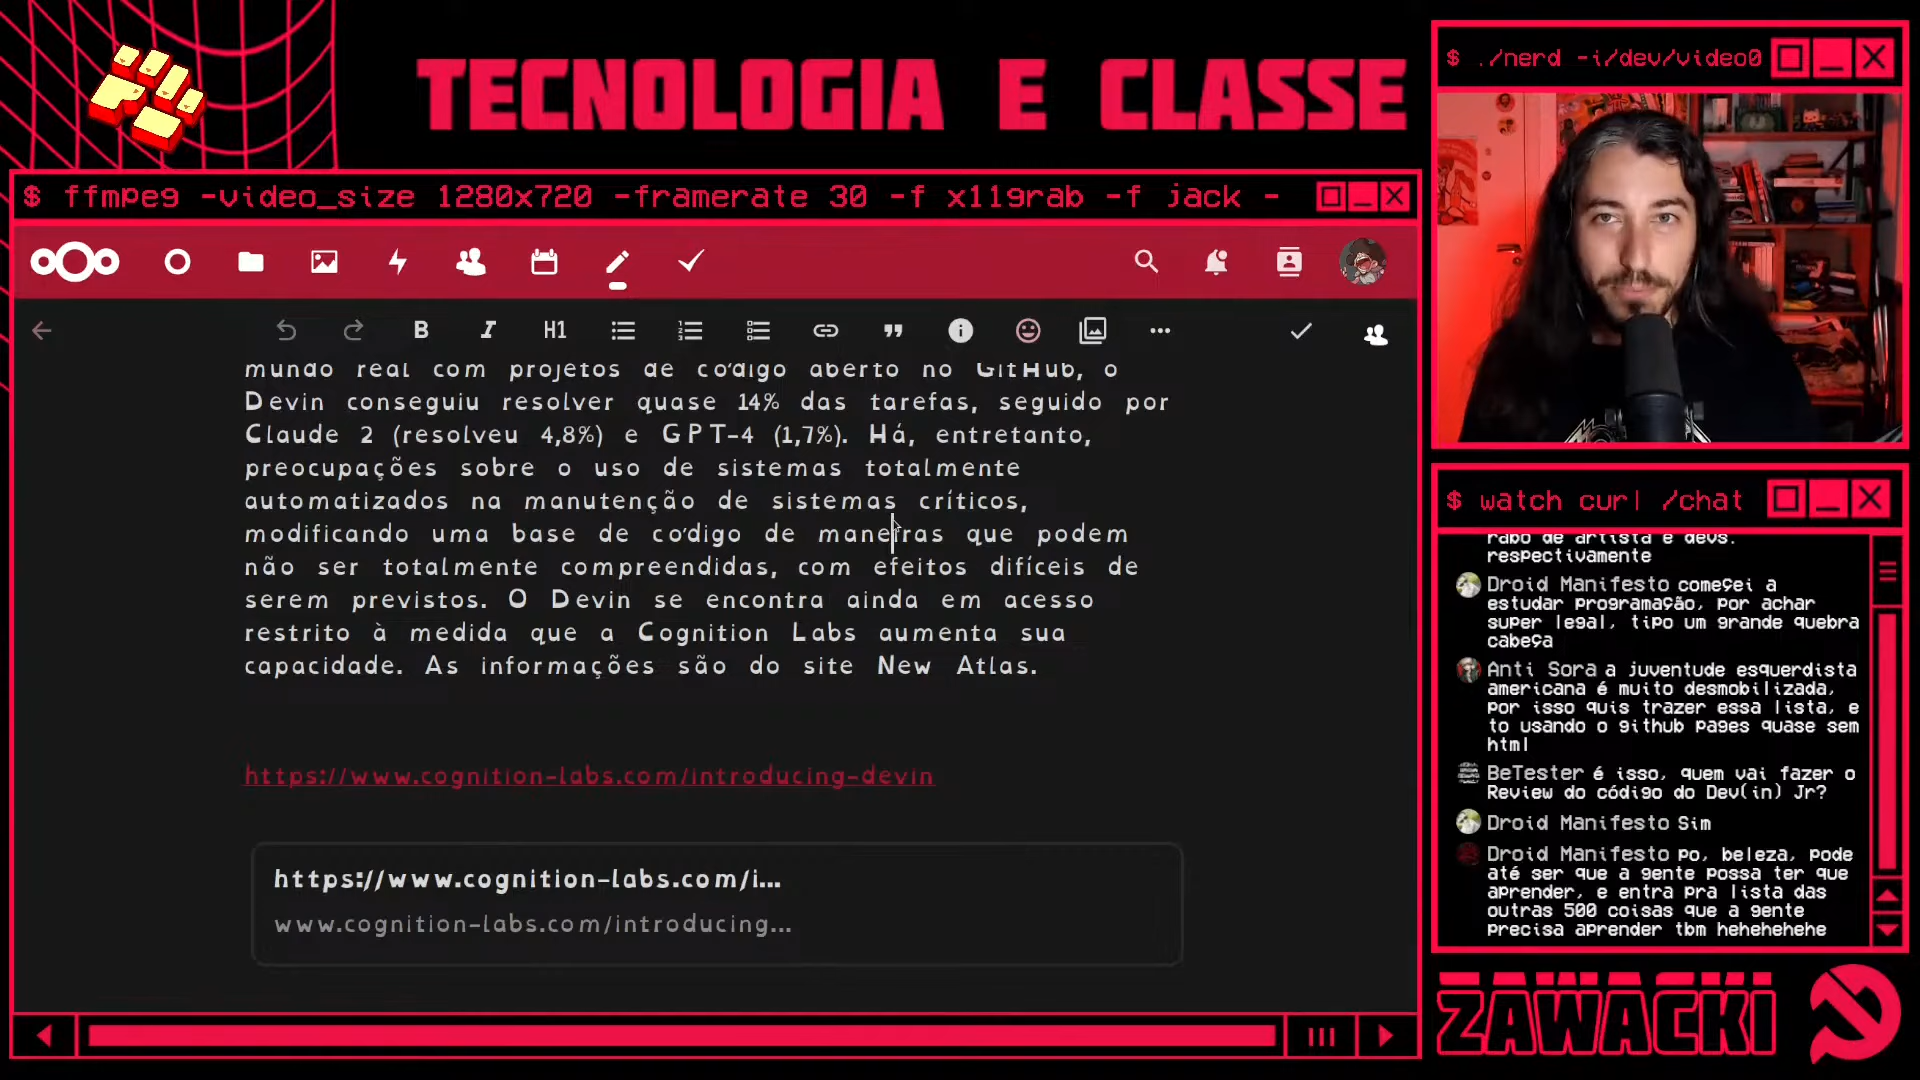 TECNOLOGIA E CLASSE
$ ./nerd -i/dev/video0
$ ffmpeg -video_size 1280x720 -framerate 30 -f x11grab -f jack -
B I H1
mundo real com projetos de código aberto no GitHub, o
Devin conseguiu resolver quase 14% das tarefas, seguido por
Claude 2 (resolveu 4,8%) e GPT-4 (1,7%). Há, entretanto,
preocupações sobre o uso de sistemas totalmente
automatizados na manutenção de sistemas críticos,
modificando uma base de código de maneiras que podem
não ser totalmente compreendidas, com efeitos difíceis de
serem previstos. O Devin se encontra ainda em acesso
restrito à medida que a Cognition Labs aumenta sua
capacidade. As informações são do site New Atlas.
https://www.cognition-labs.com/introducing-devin
https://www.cognition-labs.com/i...
www.cognition-labs.com/introducing...
$ watch curl /chat
rabo de artista e devs.
respectivamente
Droid Manifesto começei a
estudar programação, por achar
super legal, tipo um grande quebra
cabeça
Anti Sora a juventude esquerdista
americana é muito desmobilizada,
por isso quis trazer essa lista, e
to usando o github pages quase sem
html
BeTester é isso, quem vai fazer o
Review do código do Dev(in) Jr?
Droid Manifesto Sim
Droid Manifesto po, beleza, pode
até ser que a gente possa ter que
aprender, e entra pra lista das
outras 500 coisas que a gente
precisa aprender tbm hehehehehe
ZAWACKI